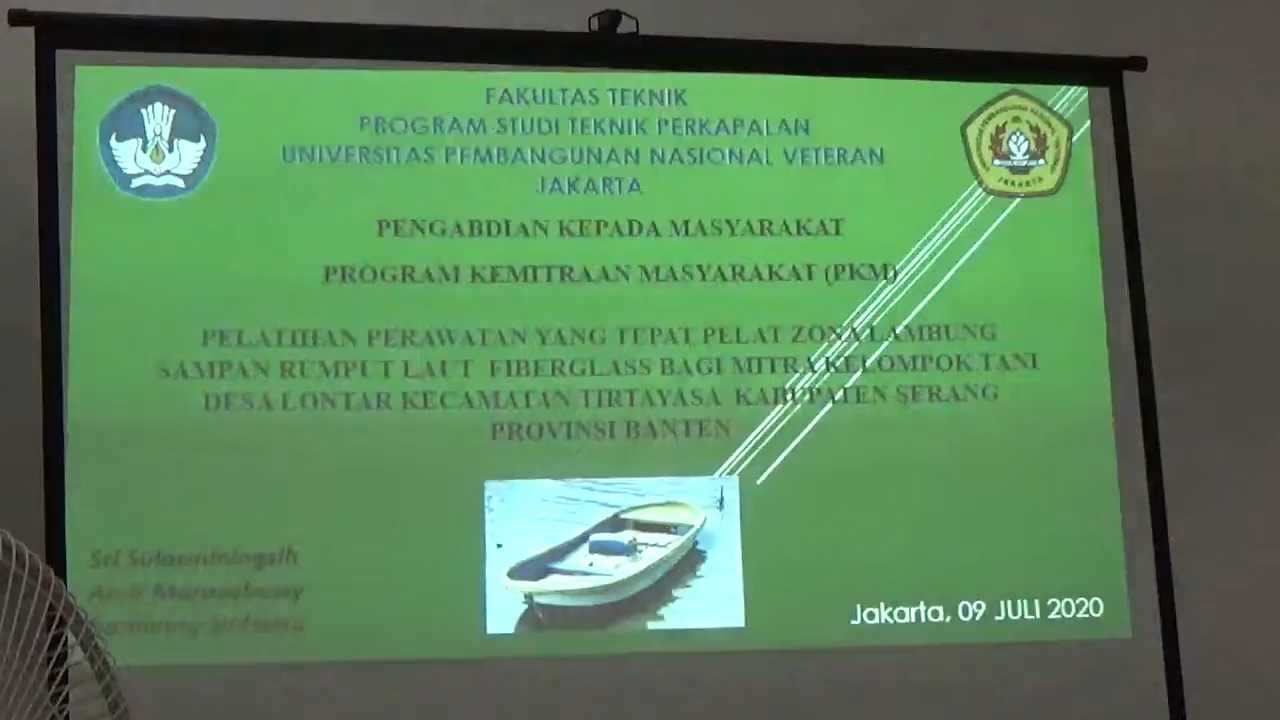 FAKULTAS TEKNIK
PROGRAM STUDI TEKNIK PERKAPALAN
UNIVERSITAS PEMBANGUNAN NASIONAL VETERAN
JAKARTA
PENGABDIAN KEPADA MASYARAKAT
PROGRAM KEMITRAAN MASYARAKAT (PKM)
PELATIHAN PERAWATAN YANG TEPAT PELAT ZONA LAMBUNG
SAMPAN RUMPUT LAUT FIBERGLASS BAGI MITRA KELOMPOK TANI
DESA LONTAR KECAMATAN TIRTAYASA KABUPATEN SERANG
PROVINSI BANTEN
Sri
Jakarta, 09 JULI 2020
JAKARTA